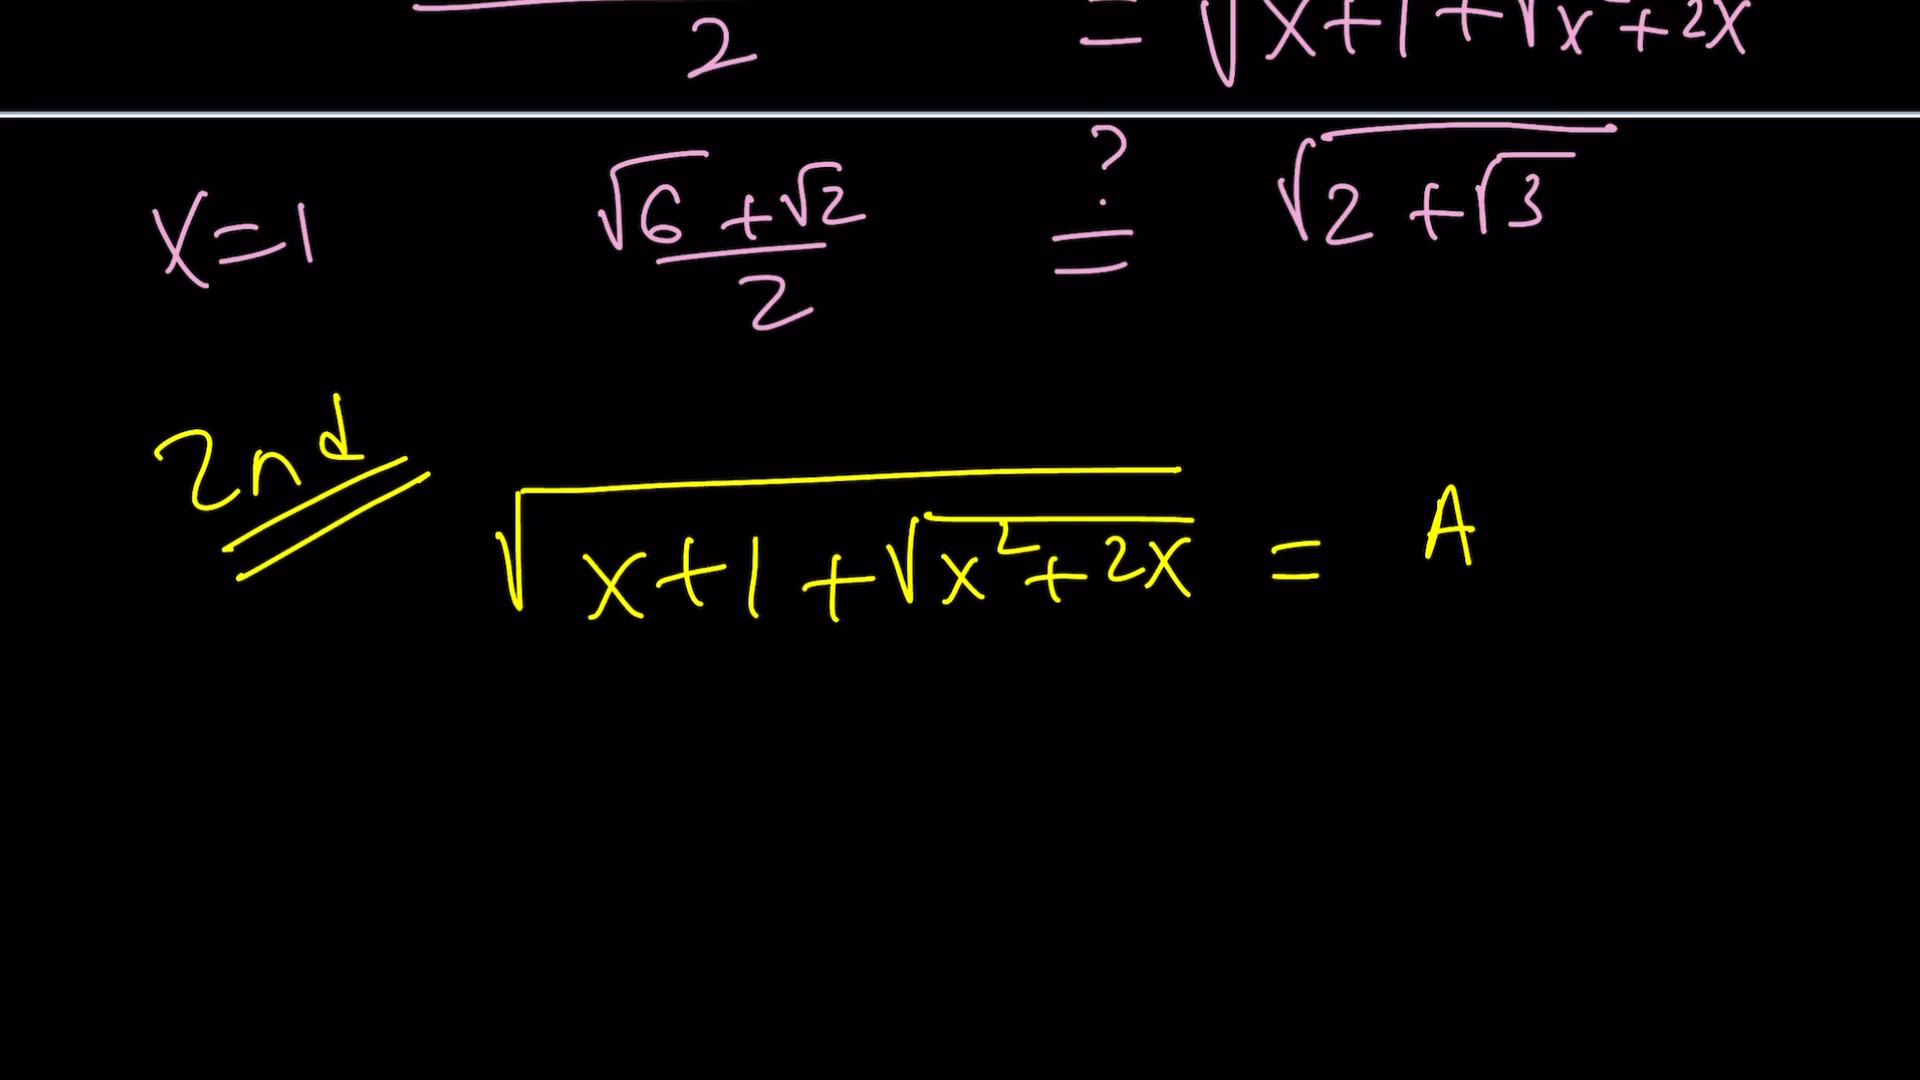 2 = √x+1+√x²+2x
x=1 √6+√2 / 2 ?= √2+√3
2nd √x+1+√x²+2x = A